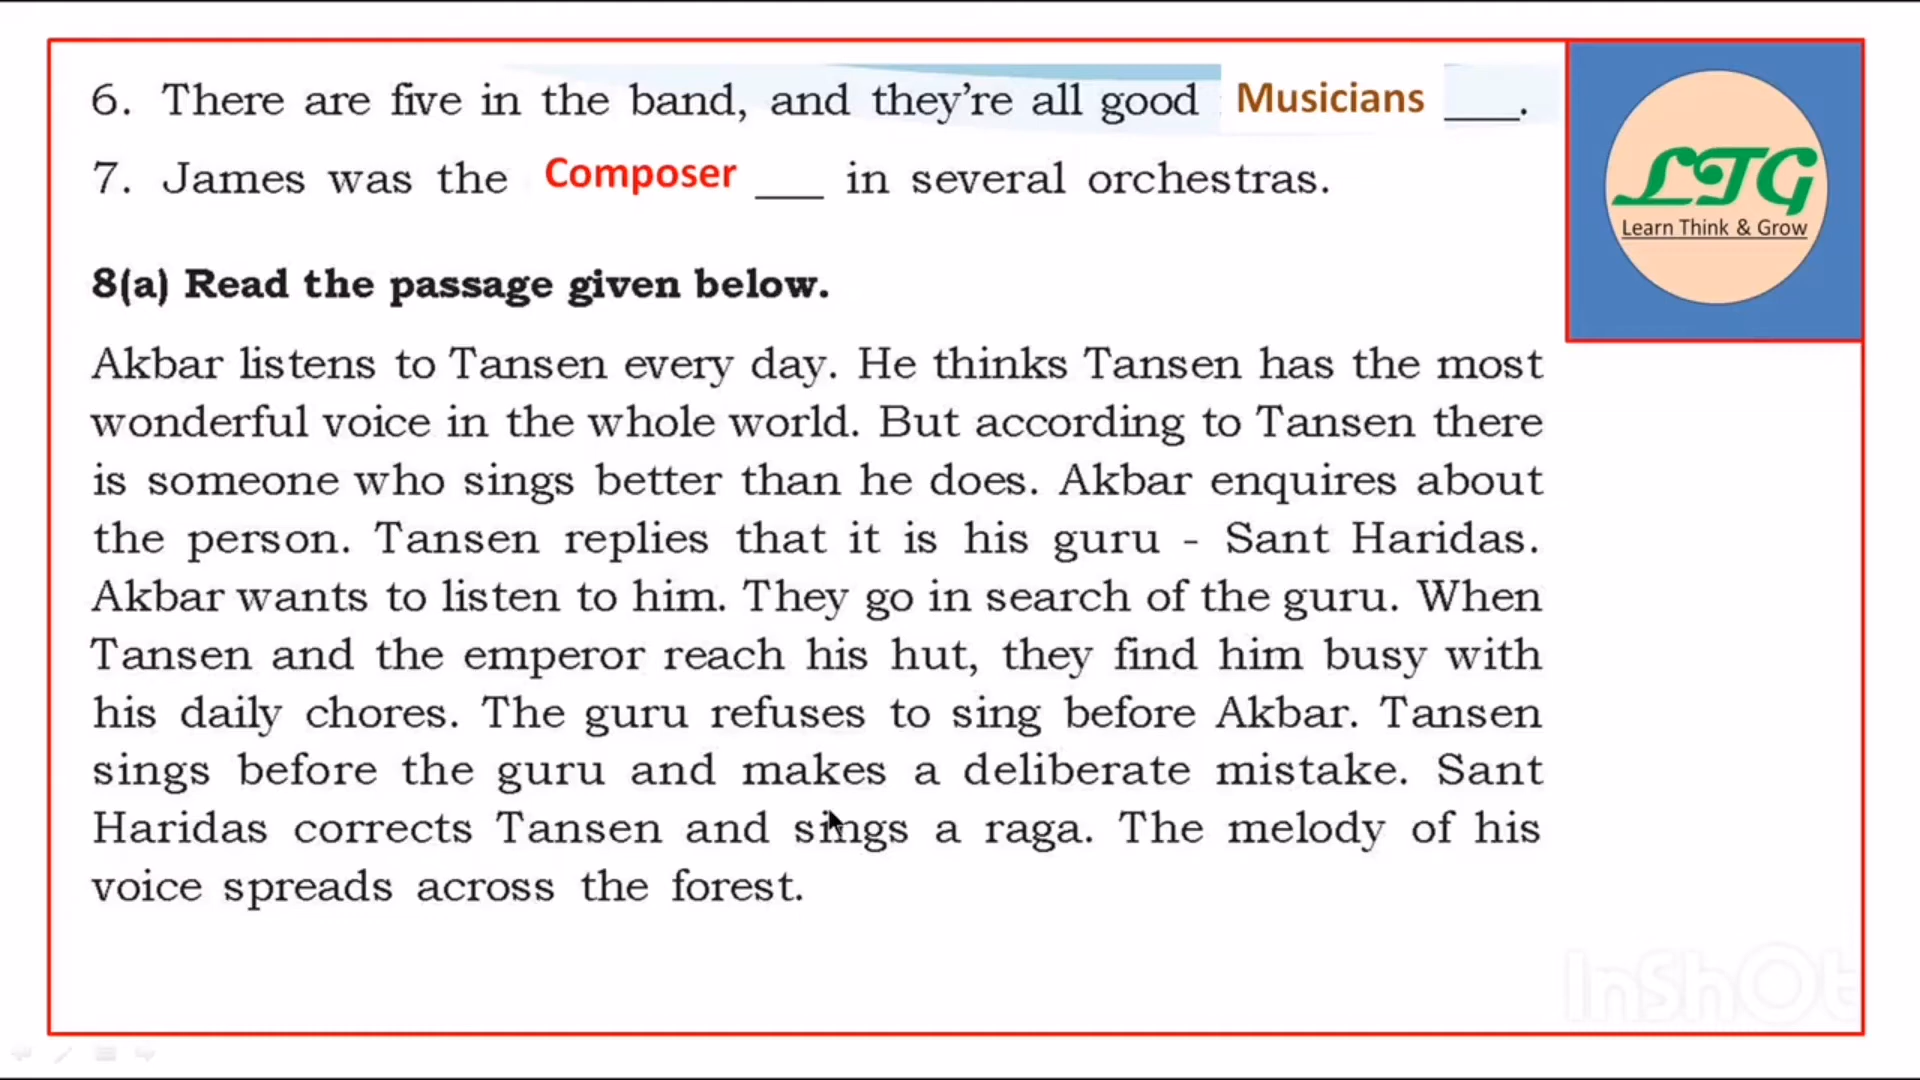 6. There are five in the band, and they’re all good Musicians ____.
7. James was the Composer ___ in several orchestras.
LTG
Learn Think & Grow
8(a) Read the passage given below.
Akbar listens to Tansen every day. He thinks Tansen has the most
wonderful voice in the whole world. But according to Tansen there
is someone who sings better than he does. Akbar enquires about
the person. Tansen replies that it is his guru - Sant Haridas.
Akbar wants to listen to him. They go in search of the guru. When
Tansen and the emperor reach his hut, they find him busy with
his daily chores. The guru refuses to sing before Akbar. Tansen
sings before the guru and makes a deliberate mistake. Sant
Haridas corrects Tansen and sings a raga. The melody of his
voice spreads across the forest.
InShOt